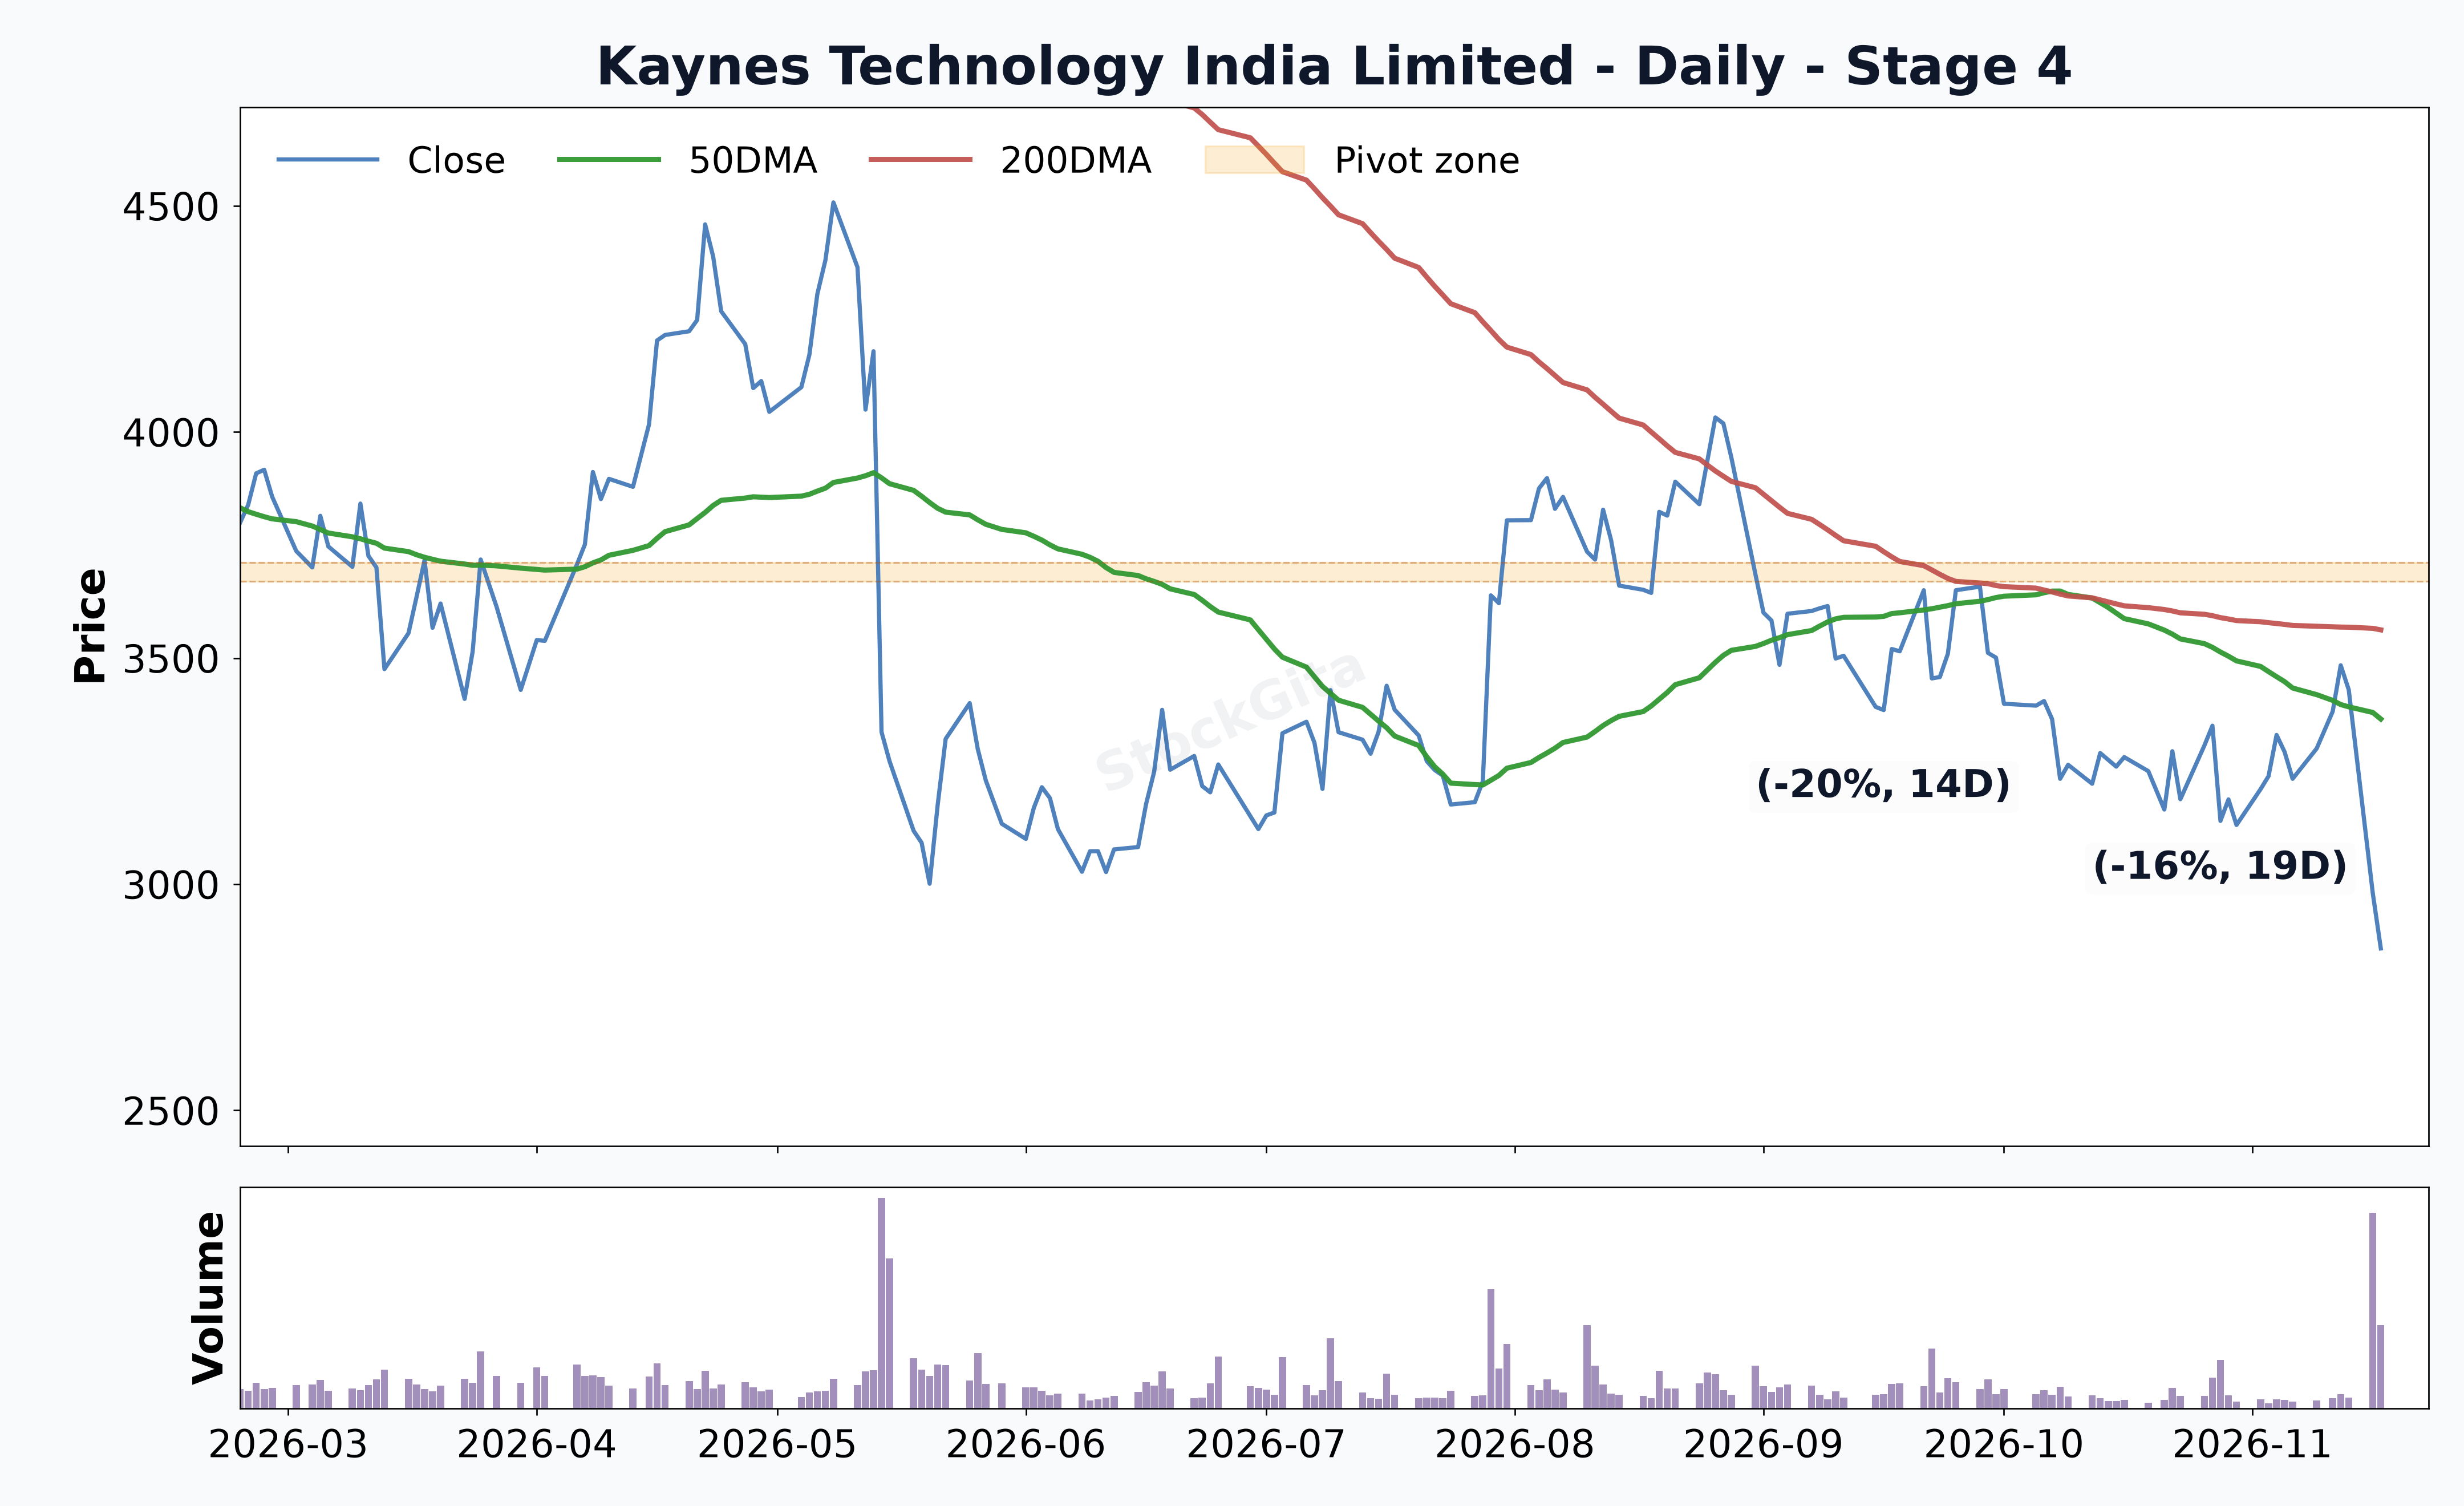 Kaynes Technology India Limited - Daily - Stage 4
Close 50DMA 200DMA Pivot zone
Price
4500
4000
3500
3000
2500
StockGita
(-20%, 14D)
(-16%, 19D)
Volume
2026-03 2026-04 2026-05 2026-06 2026-07 2026-08 2026-09 2026-10 2026-11